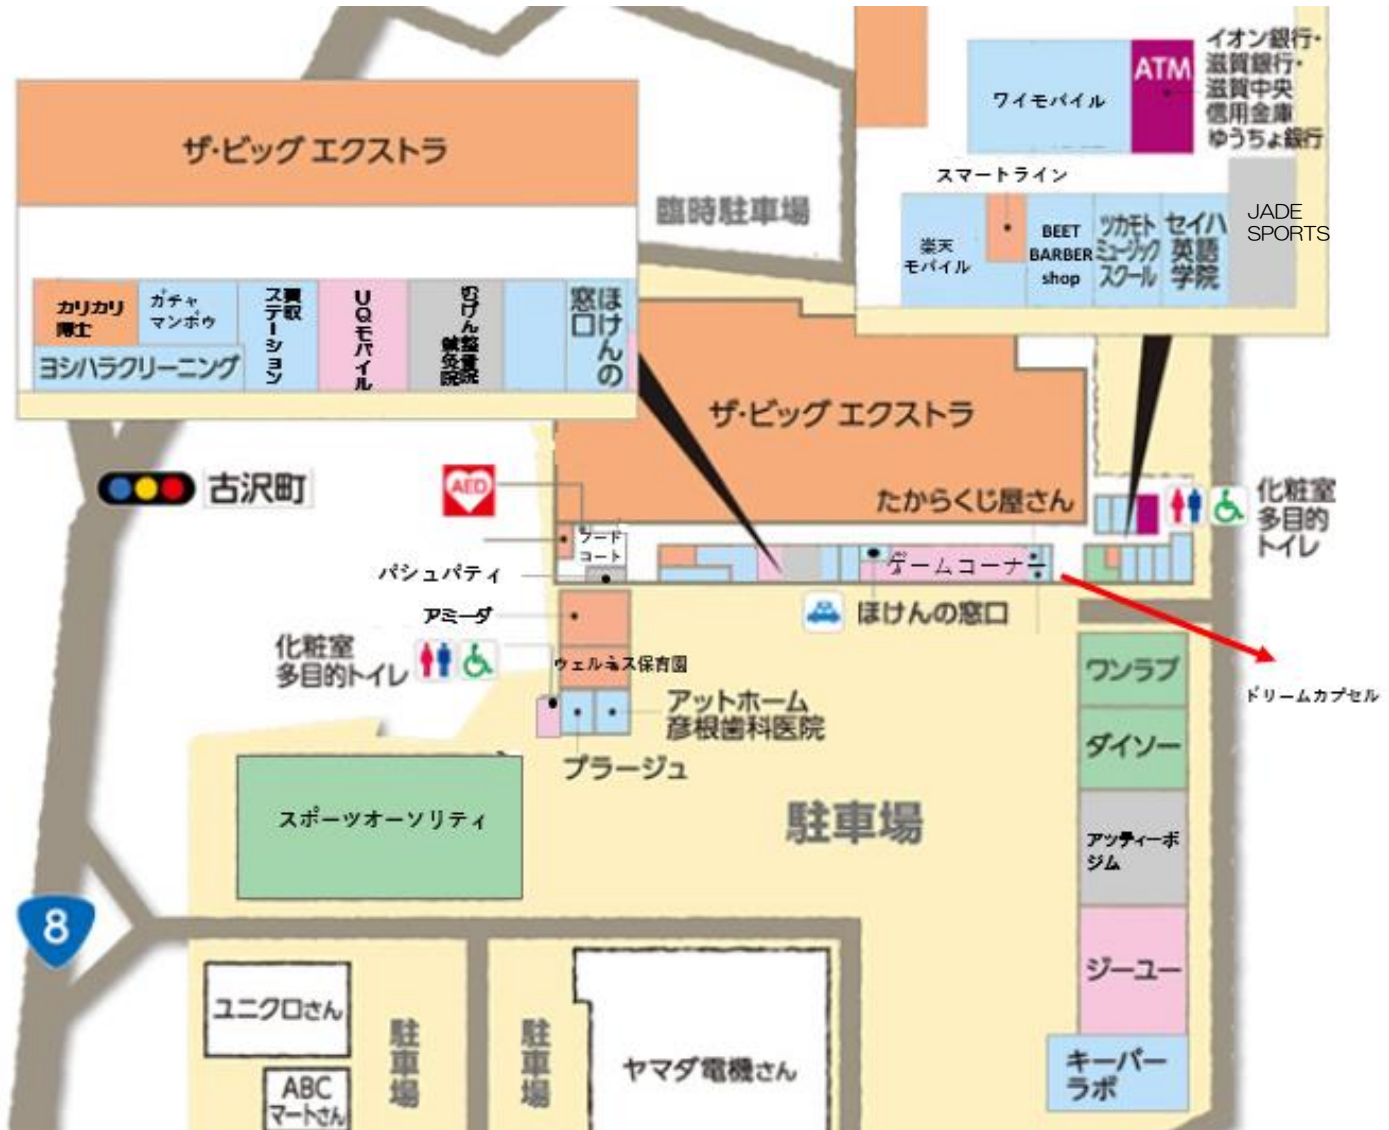 ザ・ビッグ エクストラ
カリカリ
博士
ガチャ
マンボウ
ヨシハラクリーニング
買取
ステーション
UQモバイル
むげん整骨院
鍼灸院
ほけんの
窓口
臨時駐車場
ワイモバイル
ATM
イオン銀行・
滋賀銀行・
滋賀中央
信用金庫
ゆうちょ銀行
スマートライン
楽天
モバイル
BEET
BARBER
shop
ツカモト
ミュージック
スクール
セイハ
英語
学院
JADE
SPORTS
ザ・ビッグ エクストラ
たからくじ屋さん
古沢町
AED
フード
コート
パシュパティ
アミーダ
ゲームコーナー
ほけんの窓口
化粧室
多目的
トイレ
ドリームカプセル
化粧室
多目的トイレ
ウェルネス保育園
アットホーム
彦根歯科医院
プラージュ
スポーツオーソリティ
駐車場
ワンラブ
ダイソー
アッティーボ
ジム
ジーユー
キーパー
ラボ
8
ユニクロさん
ABC
マートさん
駐車場
駐車場
ヤマダ電機さん